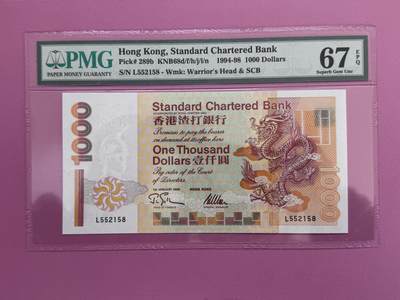 PMG
PAPER MONEY GUARANTY
Hong Kong, Standard Chartered Bank
Pick# 289b KNB68d/f/h/j/l/n 1994-98 1000 Dollars
S/N L552158 - Wmk: Warrior's Head & SCB
67 EPQ
Superb Gem Unc
1000
Standard Chartered Bank
香港渣打銀行
Promises to pay the bearer
on demand at its office here
One Thousand
Dollars 壹仟圓
By order of the Court
of Directors
HONG KONG
1000
L552158
L552158